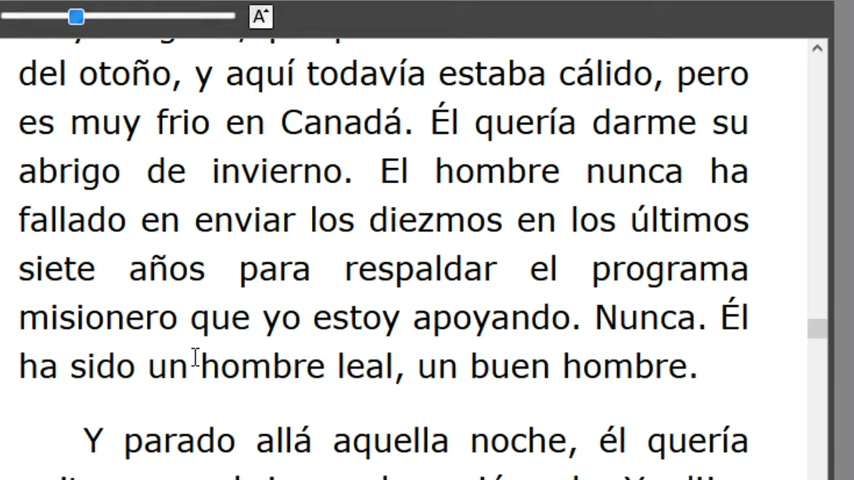 A
del otoño, y aquí todavía estaba cálido, pero
es muy frio en Canadá. Él quería darme su
abrigo de invierno. El hombre nunca ha
fallado en enviar los diezmos en los últimos
siete años para respaldar el programa
misionero que yo estoy apoyando. Nunca. Él
ha sido un hombre leal, un buen hombre.
Y parado allá aquella noche, él quería